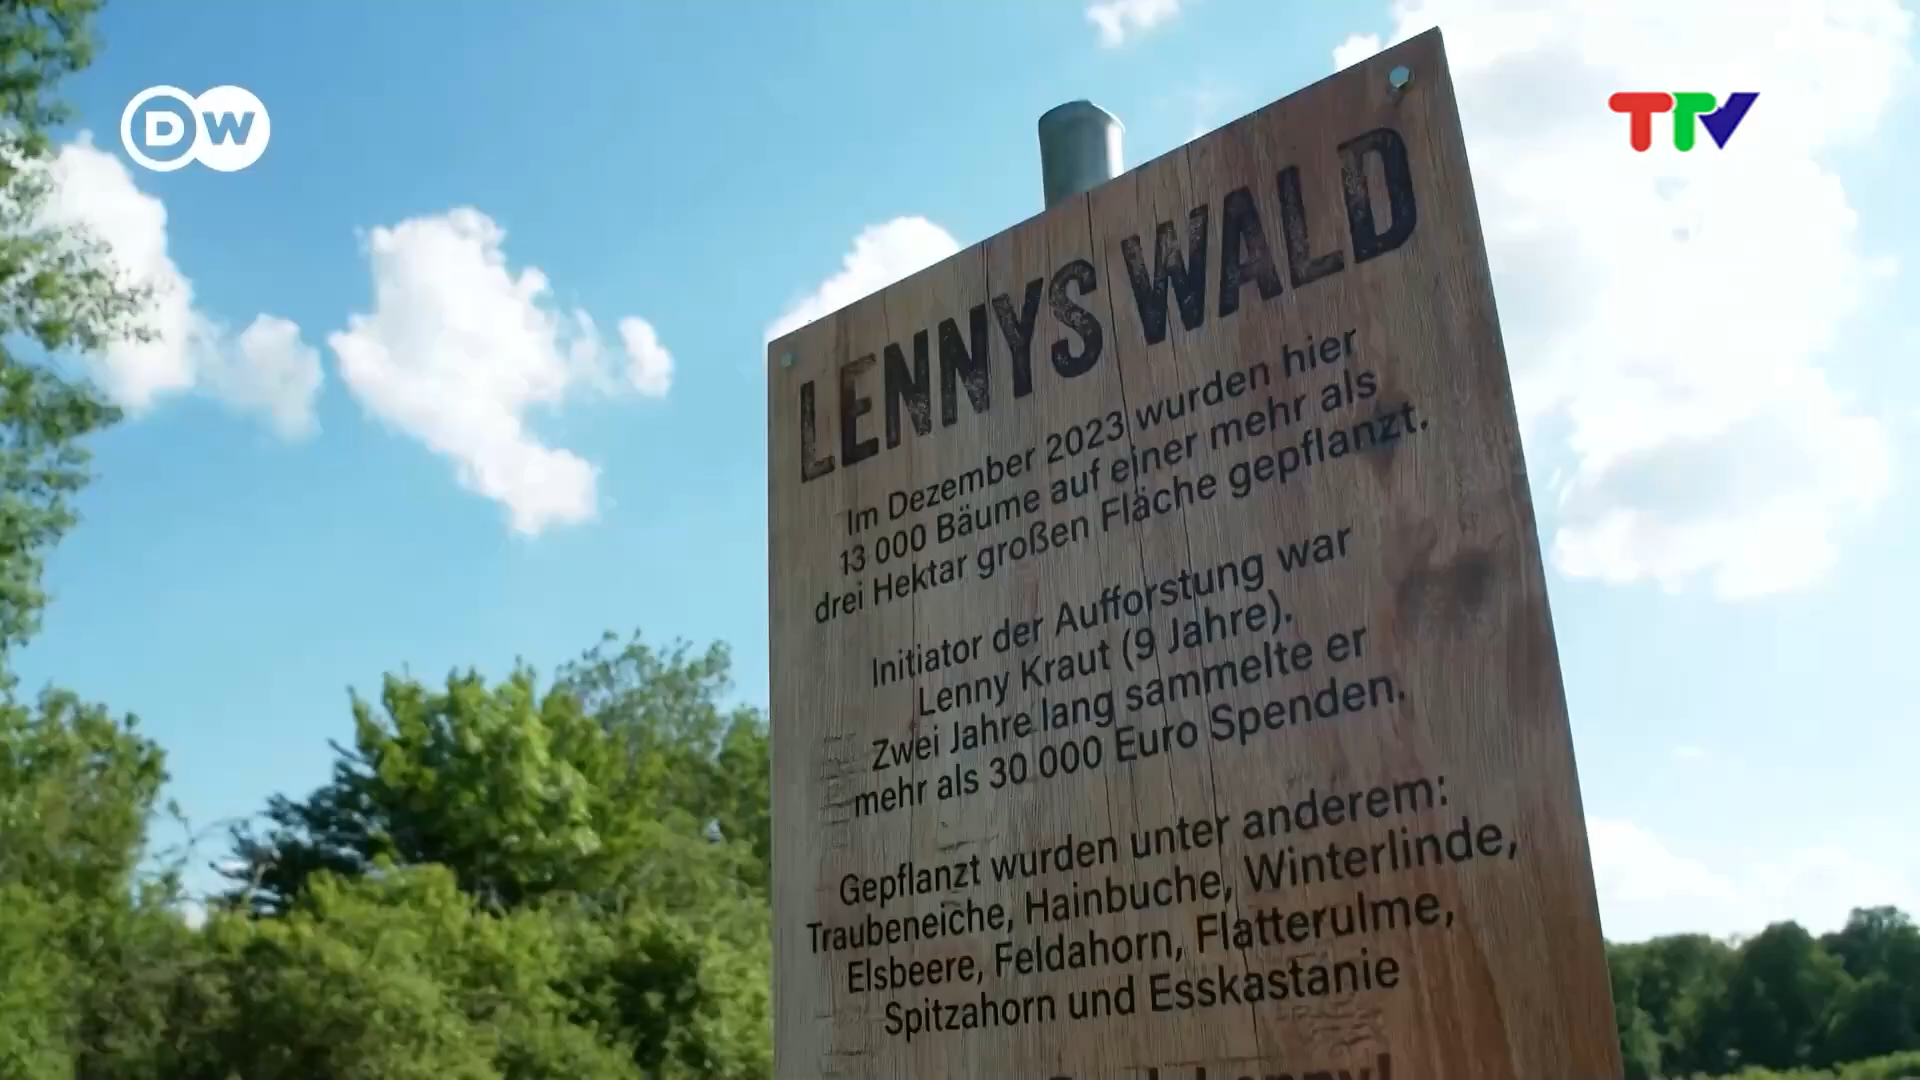 DW
TTV
LENNYS WALD
Im Dezember 2023 wurden hier
13 000 Bäume auf einer mehr als
drei Hektar großen Fläche gepflanzt.
Initiator der Aufforstung war
Lenny Kraut (9 Jahre).
Zwei Jahre lang sammelte er
mehr als 30 000 Euro Spenden.
Gepflanzt wurden unter anderem:
Traubeneiche, Hainbuche, Winterlinde,
Elsbeere, Feldahorn, Flatterulme,
Spitzahorn und Esskastanie
Lenny!